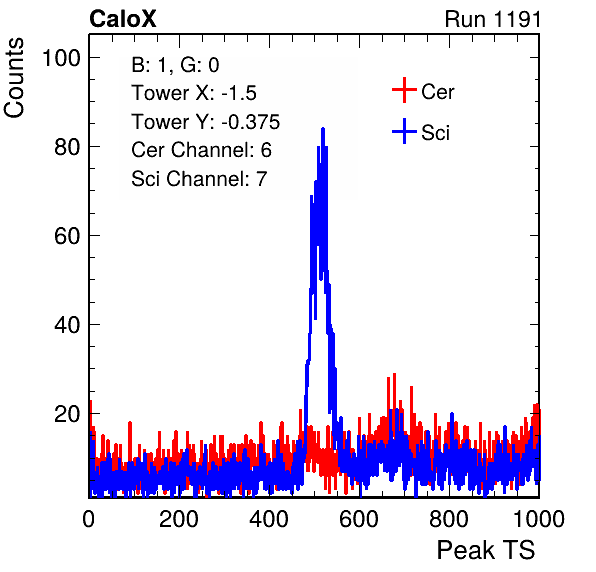 CaloX Run 1191
Counts
100
80
60
40
20
B: 1, G: 0
Tower X: -1.5
Tower Y: -0.375
Cer Channel: 6
Sci Channel: 7
Cer
Sci
0 200 400 600 800 1000
Peak TS